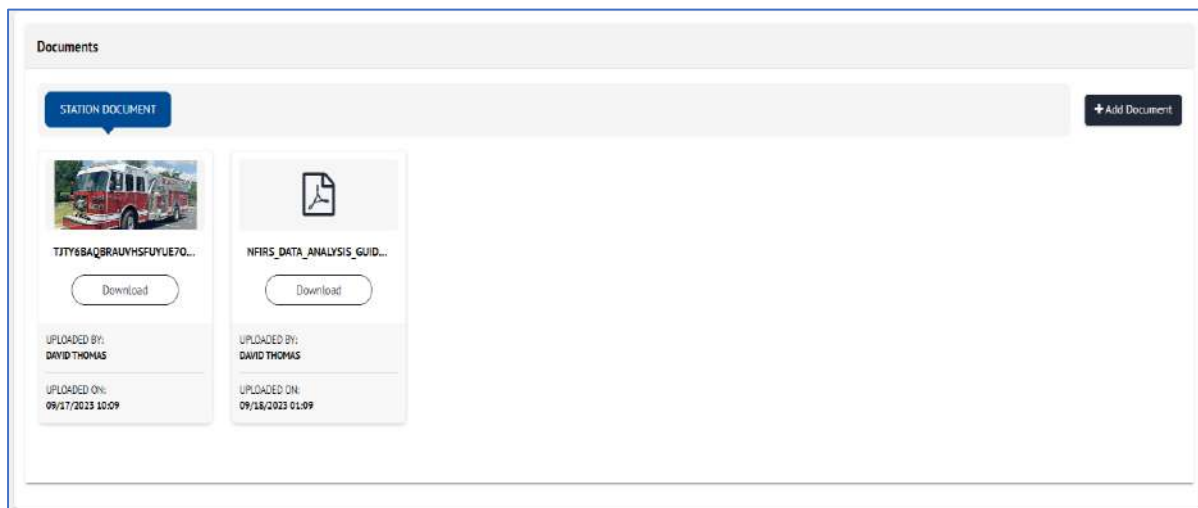 Documents
STATION DOCUMENT
+ Add Document
TJTY6BAQBRAUVHSFUYUE7O...
Download
UPLOADED BY:
DAVID THOMAS
UPLOADED ON:
09/17/2023 10:09
NFIRS_DATA_ANALYSIS_GUID...
Download
UPLOADED BY:
DAVID THOMAS
UPLOADED ON:
09/18/2023 01:09